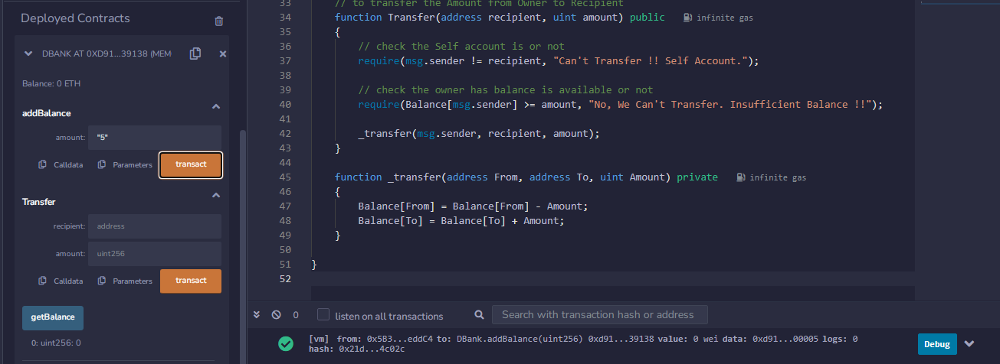 Deployed Contracts
DBANK AT 0XD91...39138 (MEM
Balance: 0 ETH
addBalance
amount: "5"
Calldata Parameters transact
Transfer
recipient: address
amount: uint256
Calldata Parameters transact
getBalance
0: uint256: 0
33 // to transfer the Amount from Owner to Recipient
34 function Transfer(address recipient, uint amount) public infinite gas
35 {
36 // check the Self account is or not
37 require(msg.sender != recipient, "Can't Transfer !! Self Account.");
38
39 // check the owner has balance is available or not
40 require(Balance[msg.sender] >= amount, "No, We Can't Transfer. Insufficient Balance !!");
41
42 _transfer(msg.sender, recipient, amount);
43 }
44
45 function _transfer(address From, address To, uint Amount) private infinite gas
46 {
47 Balance[From] = Balance[From] - Amount;
48 Balance[To] = Balance[To] + Amount;
49 }
50
51 }
52
0 listen on all transactions Search with transaction hash or address
[vm] from: 0x5B3...eddC4 to: DBank.addBalance(uint256) 0xd91...39138 value: 0 wei data: 0xd91...00005 logs: 0
hash: 0x21d...4c02c
Debug